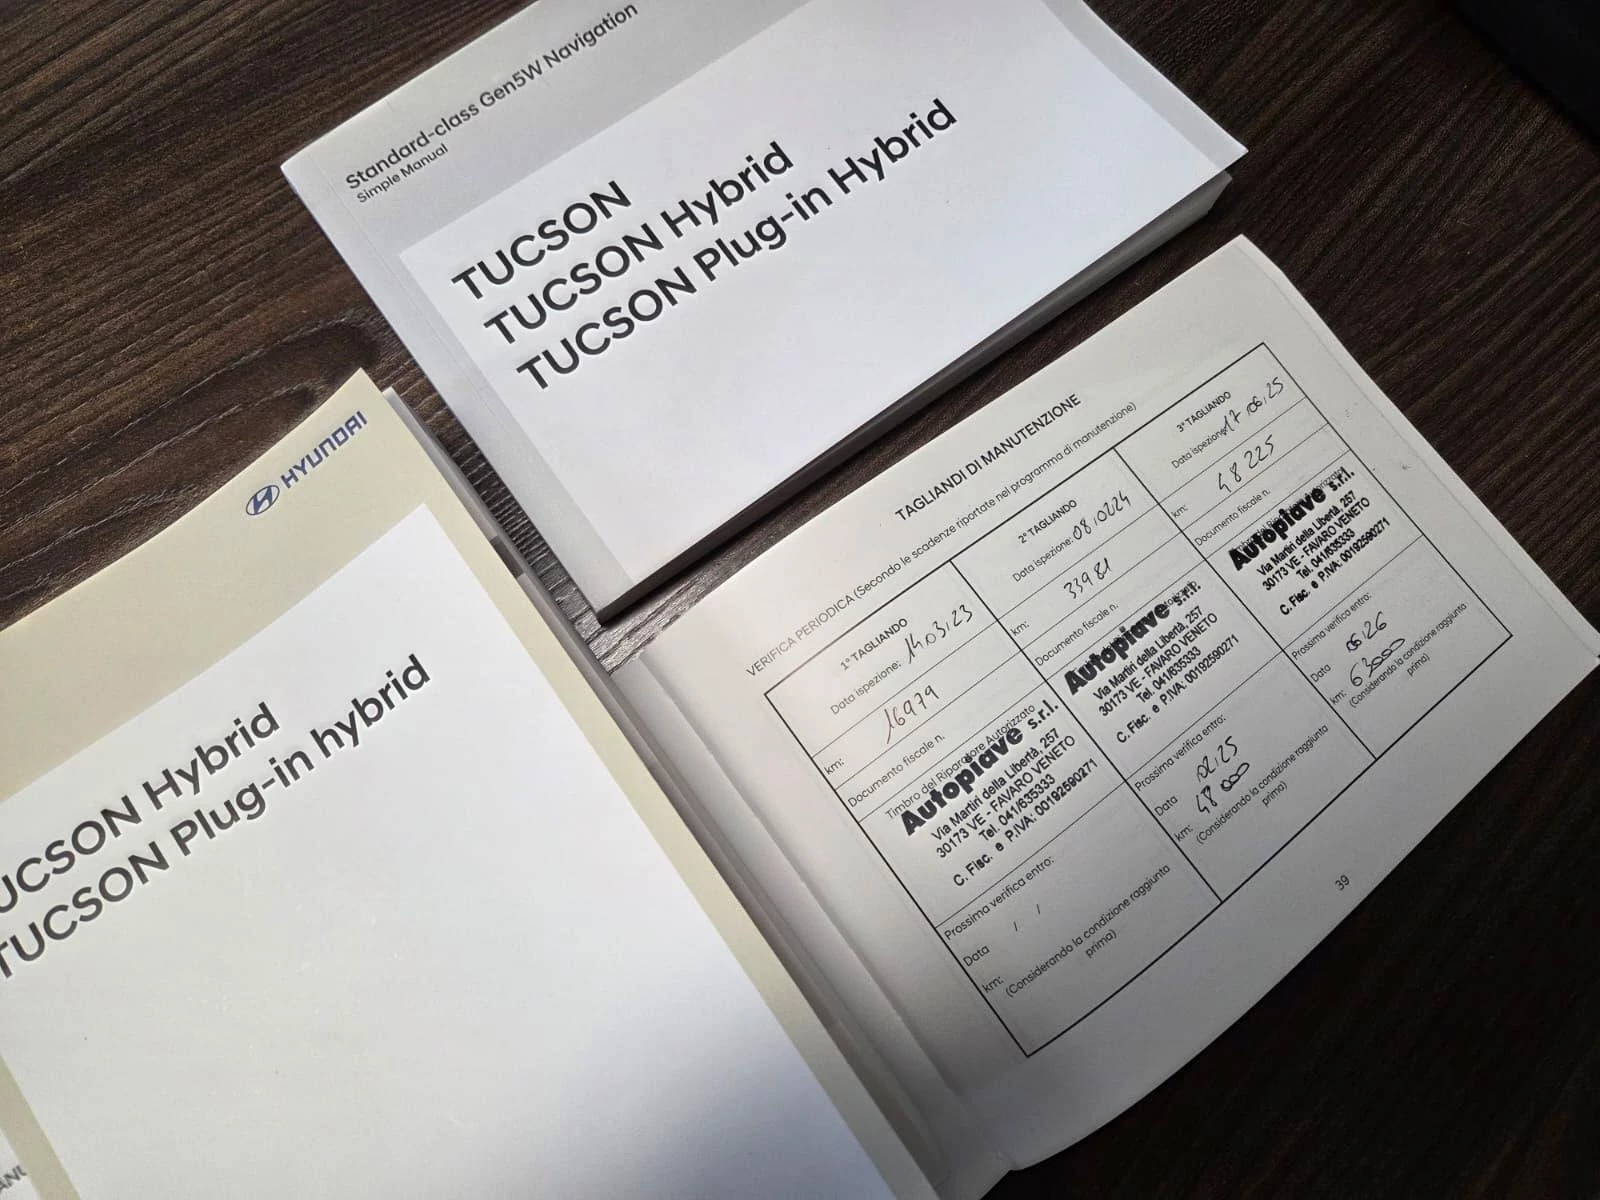 Standard-class Gen5W Navigation
Simple Manual
TUCSON
TUCSON Hybrid
TUCSON Plug-in Hybrid
HYUNDAI
TUCSON Hybrid
TUCSON Plug-in hybrid
TAGLIANDI DI MANUTENZIONE
VERIFICA PERIODICA (Secondo le scadenze riportate nel programma di manutenzione)
1° TAGLIANDO
Data ispezione: 14.03.23
km: 16979
Documento fiscale n.
Timbro del Riparatore Autorizzato
Autopiave s.r.l.
Via Martiri della Libertà, 257
30173 VE - FAVARO VENETO
Tel. 041/635333
C. Fisc. e P.IVA: 00192590271
Prossima verifica entro:
Data / /
km:
(Considerando la condizione raggiunta
prima)
2° TAGLIANDO
Data ispezione: 08.10.24
km: 33981
Documento fiscale n.
Autopiave s.r.l.
Via Martiri della Libertà, 257
30173 VE - FAVARO VENETO
Tel. 041/635333
C. Fisc. e P.IVA: 00192590271
Prossima verifica entro:
Data
km: 48000
(Considerando la condizione raggiunta
prima)
3° TAGLIANDO
Data ispezione: 17.06.25
km: 48225
Documento fiscale n.
Autopiave s.r.l.
Via Martiri della Libertà, 257
30173 VE - FAVARO VENETO
Tel. 041/635333
C. Fisc. e P.IVA: 00192590271
Prossima verifica entro:
Data 06.26
km: 63000
(Considerando la condizione raggiunta
prima)
39